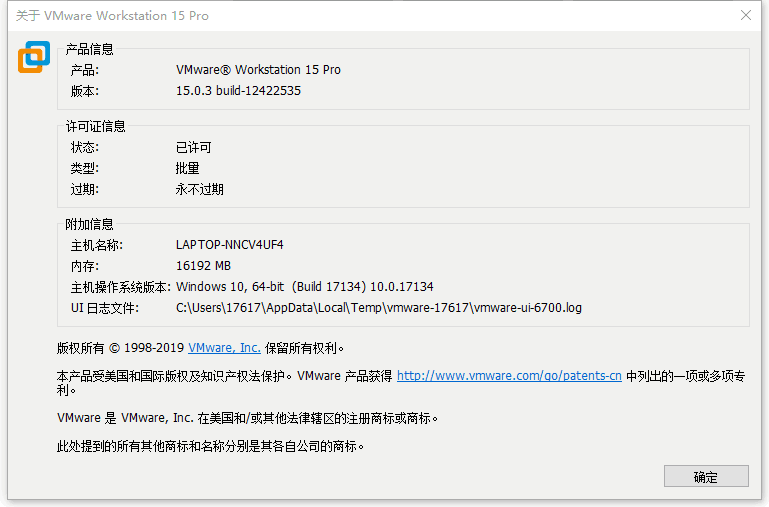 关于 VMware Workstation 15 Pro
产品信息
产品: VMware® Workstation 15 Pro
版本: 15.0.3 build-12422535
许可证信息
状态: 已许可
类型: 批量
过期: 永不过期
附加信息
主机名称: LAPTOP-NNCV4UF4
内存: 16192 MB
主机操作系统版本: Windows 10, 64-bit (Build 17134) 10.0.17134
UI 日志文件: C:\Users\17617\AppData\Local\Temp\vmware-17617\vmware-ui-6700.log
版权所有 © 1998-2019 VMware, Inc. 保留所有权利。
本产品受美国和国际版权及知识产权法保护。VMware 产品获得 http://www.vmware.com/go/patents-cn 中列出的一项或多项专
利。
VMware 是 VMware, Inc. 在美国和/或其他法律辖区的注册商标或商标。
此处提到的所有其他商标和名称分别是其各自公司的商标。
确定